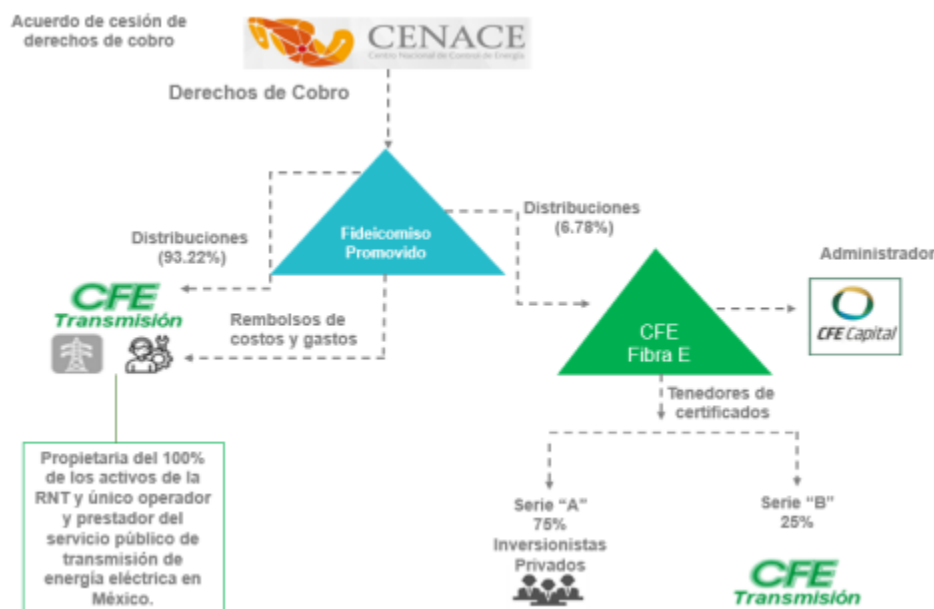 Acuerdo de cesión de
derechos de cobro
CENACE
Centro Nacional de Control de Energía
Derechos de Cobro
Fideicomiso
Promovido
Distribuciones
(93.22%)
Distribuciones
(6.78%)
Administrador
CFE Capital
CFE
Transmisión
Rembolsos de
costos y gastos
CFE
Fibra E
Tenedores de
certificados
Propietaria del 100%
de los activos de la
RNT y único operador
y prestador del
servicio público de
transmisión de
energía eléctrica en
México.
Serie “A”
75%
Inversionistas
Privados
Serie “B”
25%
CFE
Transmisión